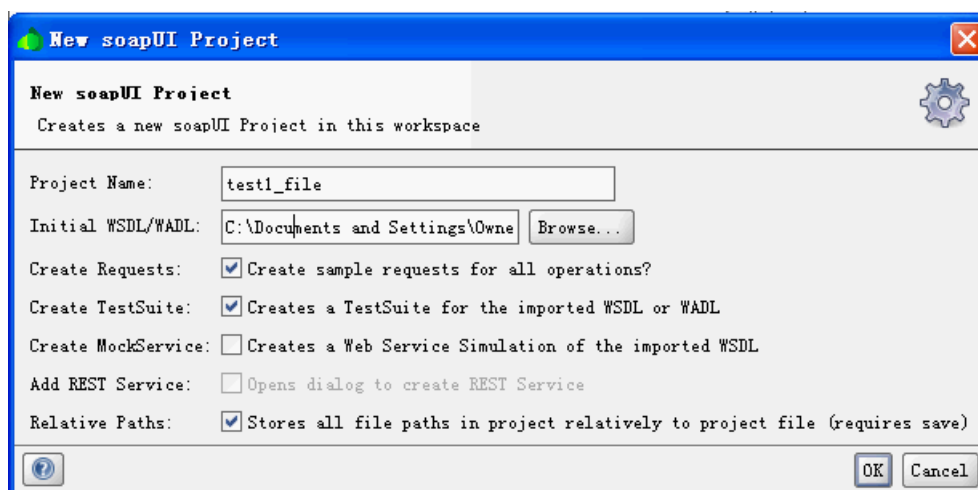 New soapUI Project
New soapUI Project
Creates a new soapUI Project in this workspace
Project Name: test1_file
Initial WSDL/WADL: C:\Documents and Settings\Owne Browse...
Create Requests: Create sample requests for all operations?
Create TestSuite: Creates a TestSuite for the imported WSDL or WADL
Create MockService: Creates a Web Service Simulation of the imported WSDL
Add REST Service: Opens dialog to create REST Service
Relative Paths: Stores all file paths in project relatively to project file (requires save)
OK Cancel